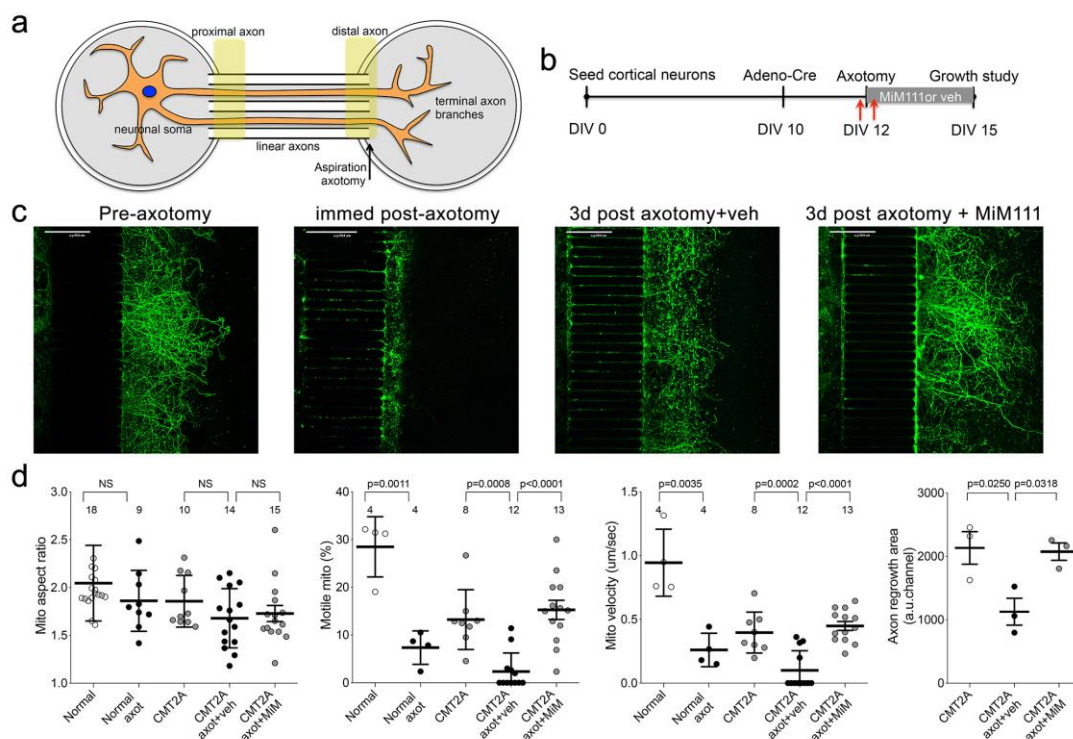 a
proximal axon
distal axon
neuronal soma
terminal axon
branches
linear axons
Aspiration
axotomy
b
Seed cortical neurons
Adeno-Cre
Axotomy
Growth study
MiM111or veh
DIV 0
DIV 10
DIV 12
DIV 15
c
Pre-axotomy
immed post-axotomy
3d post axotomy+veh
3d post axotomy + MiM111
d
Mito aspect ratio
3.0
2.5
2.0
1.5
1.0
NS
NS
NS
18
9
10
14
15
Normal
Normal
axot
CMT2A
CMT2A
axot+veh
CMT2A
axot+MiM
Motile mito (%)
40
30
20
10
0
p=0.0011
p=0.0008
p<0.0001
4
4
8
12
13
Normal
Normal
axot
CMT2A
CMT2A
axot+veh
CMT2A
axot+MiM
Mito velocity (um/sec)
1.5
1.0
0.5
0.0
p=0.0035
p=0.0002
p<0.0001
4
4
8
12
13
Normal
Normal
axot
CMT2A
CMT2A
axot+veh
CMT2A
axot+MiM
Axon regrowth area
(a.u.channel)
3000
2000
1000
0
p=0.0250
p=0.0318
CMT2A
CMT2A
axot+veh
CMT2A
axot+MiM